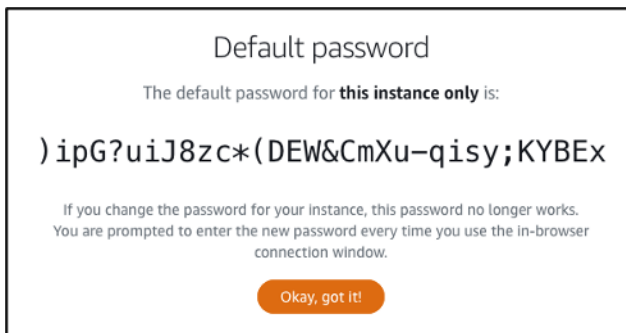 Default password
The default password for this instance only is:
)ipG?uiJ8zc*(DEW&CmXu-qisy;KYBEx
If you change the password for your instance, this password no longer works.
You are prompted to enter the new password every time you use the in-browser
connection window.
Okay, got it!